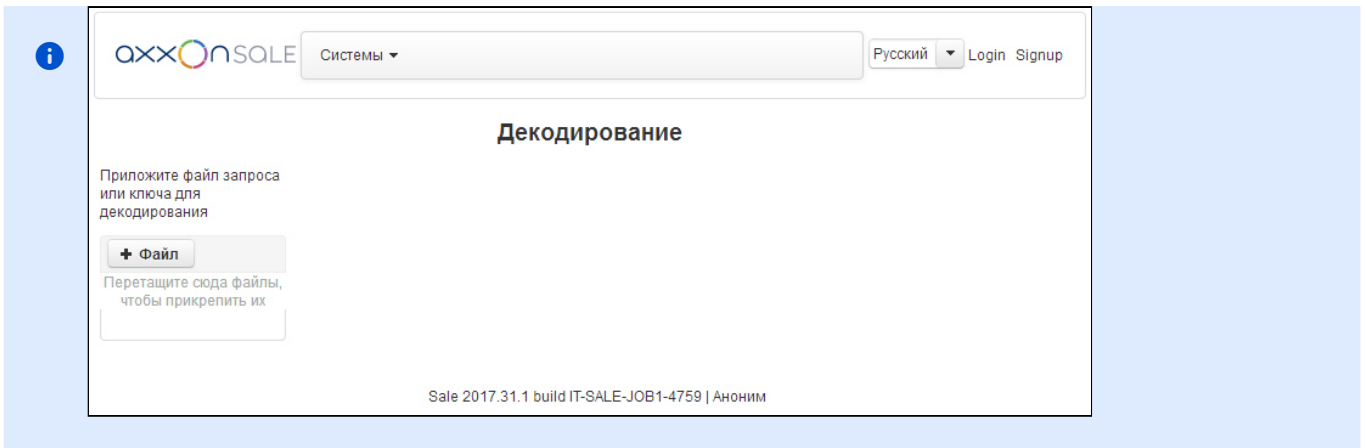 axxonsale
Системы
Русский Login Signup
Декодирование
Приложите файл запроса
или ключа для
декодирования
+ Файл
Перетащите сюда файлы,
чтобы прикрепить их
Sale 2017.31.1 build IT-SALE-JOB1-4759 | Аноним